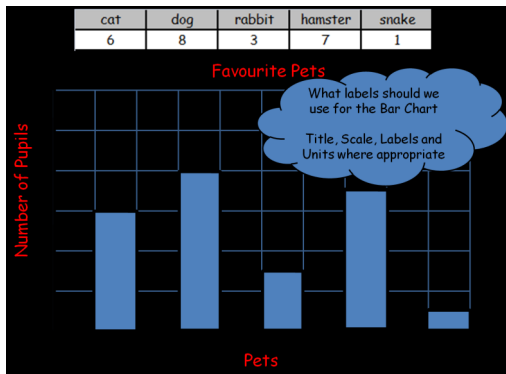 cat dog rabbit hamster snake
6 8 3 7 1
Favourite Pets
What labels should we
use for the Bar Chart
Title, Scale, Labels and
Units where appropriate
Number of Pupils
Pets